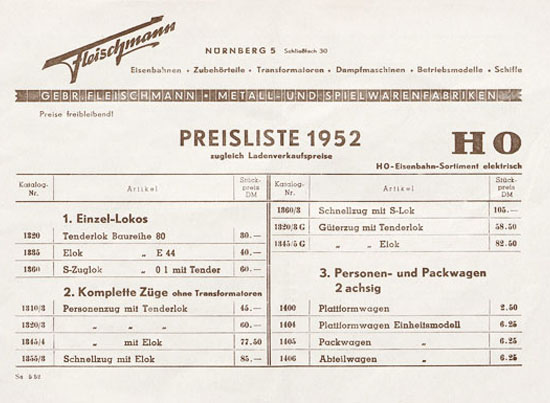 Fleischmann
NÜRNBERG 5 Schließfach 30
Eisenbahnen • Zubehörteile • Transformatoren • Dampfmaschinen • Betriebsmodelle • Schiffe
GEBR. FLEISCHMANN • METALL- UND SPIELWARENFABRIKEN
Preise freibleibend!
PREISLISTE 1952
zugleich Ladenverkaufspreise
HO
HO-Eisenbahn-Sortiment elektrisch
Katalog-Nr. Artikel Stückpreis DM
1. Einzel-Lokos
1320 Tenderlok Baureihe 80 30.—
1335 Elok „ E 44 40.—
1360 S-Zuglok „ 0 1 mit Tender 60.—
2. Komplette Züge ohne Transformatoren
1310/3 Personenzug mit Tenderlok 45.—
1320/3 „ „ „ 60.—
1345/4 „ mit Elok 77.50
1355/3 Schnellzug mit Elok 85.—
Sa 5 52
Katalog-Nr. Artikel Stückpreis DM
1360/3 Schnellzug mit S-Lok 105.—
1320/3 G Güterzug mit Tenderlok 58.50
1345/5 G „ „ Elok 82.50
3. Personen- und Packwagen
2 achsig
1400 Plattformwagen 2.50
1404 Plattformwagen Einheitsmodell 6.25
1405 Packwagen „ 6.25
1406 Abteilwagen „ 6.25